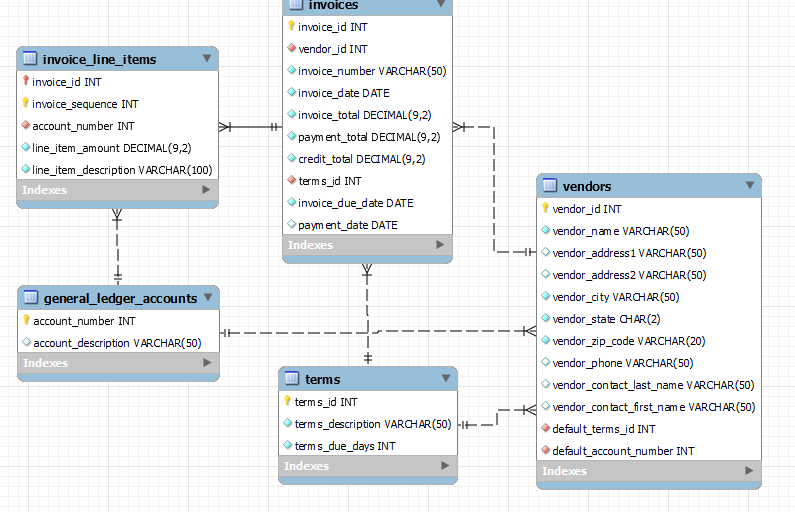 invoices
invoice_id INT
vendor_id INT
invoice_number VARCHAR(50)
invoice_date DATE
invoice_total DECIMAL(9,2)
payment_total DECIMAL(9,2)
credit_total DECIMAL(9,2)
terms_id INT
invoice_due_date DATE
payment_date DATE
Indexes
invoice_line_items
invoice_id INT
invoice_sequence INT
account_number INT
line_item_amount DECIMAL(9,2)
line_item_description VARCHAR(100)
Indexes
vendors
vendor_id INT
vendor_name VARCHAR(50)
vendor_address1 VARCHAR(50)
vendor_address2 VARCHAR(50)
vendor_city VARCHAR(50)
vendor_state CHAR(2)
vendor_zip_code VARCHAR(20)
vendor_phone VARCHAR(50)
vendor_contact_last_name VARCHAR(50)
vendor_contact_first_name VARCHAR(50)
default_terms_id INT
default_account_number INT
Indexes
general_ledger_accounts
account_number INT
account_description VARCHAR(50)
Indexes
terms
terms_id INT
terms_description VARCHAR(50)
terms_due_days INT
Indexes